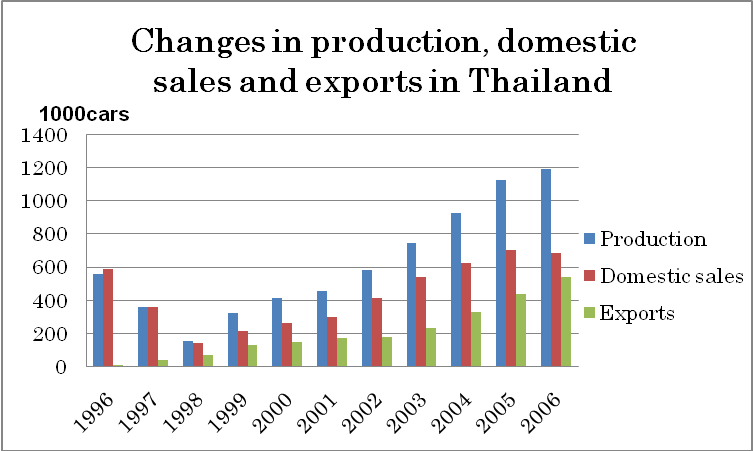 Changes in production, domestic
sales and exports in Thailand
1000cars
1400
1200
1000
800
600
400
200
0
Production
Domestic sales
Exports
1996 1997 1998 1999 2000 2001 2002 2003 2004 2005 2006